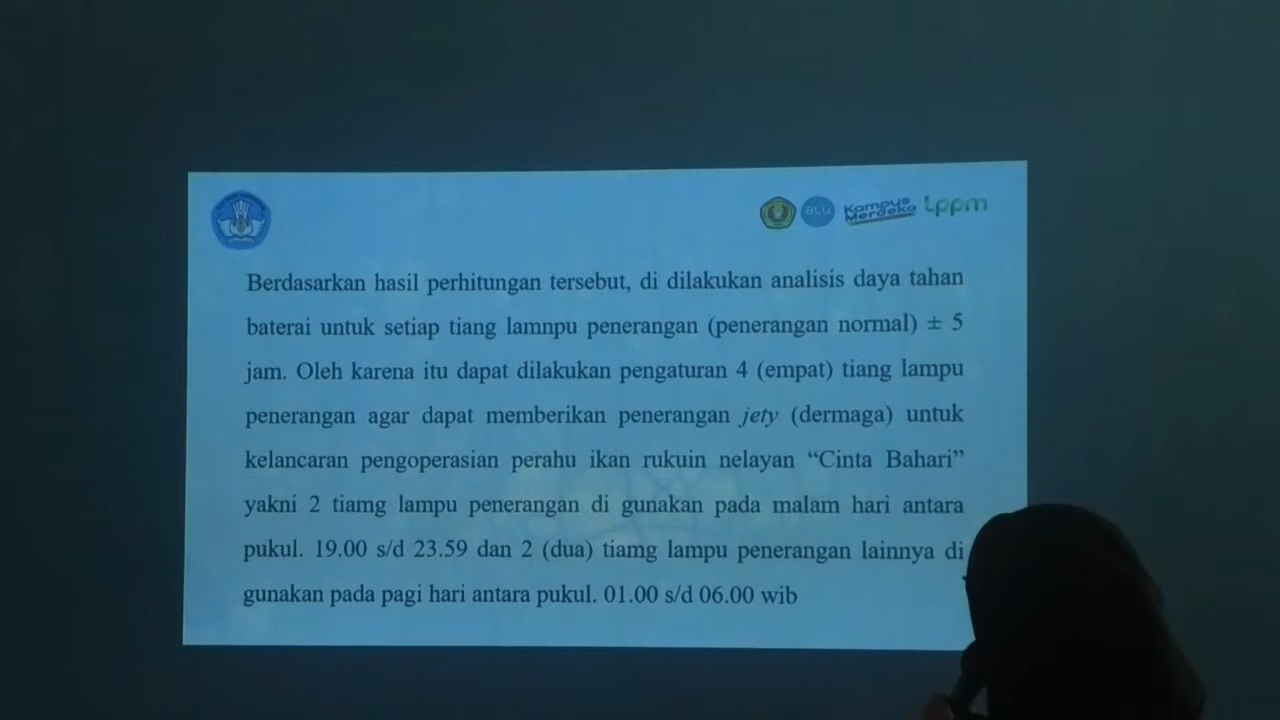 BLU
Kampus
Merdeka
Lppm
Berdasarkan hasil perhitungan tersebut, di dilakukan analisis daya tahan
baterai untuk setiap tiang lamnpu penerangan (penerangan normal) ± 5
jam. Oleh karena itu dapat dilakukan pengaturan 4 (empat) tiang lampu
penerangan agar dapat memberikan penerangan jety (dermaga) untuk
kelancaran pengoperasian perahu ikan rukuin nelayan “Cinta Bahari”
yakni 2 tiamg lampu penerangan di gunakan pada malam hari antara
pukul. 19.00 s/d 23.59 dan 2 (dua) tiamg lampu penerangan lainnya di
gunakan pada pagi hari antara pukul. 01.00 s/d 06.00 wib